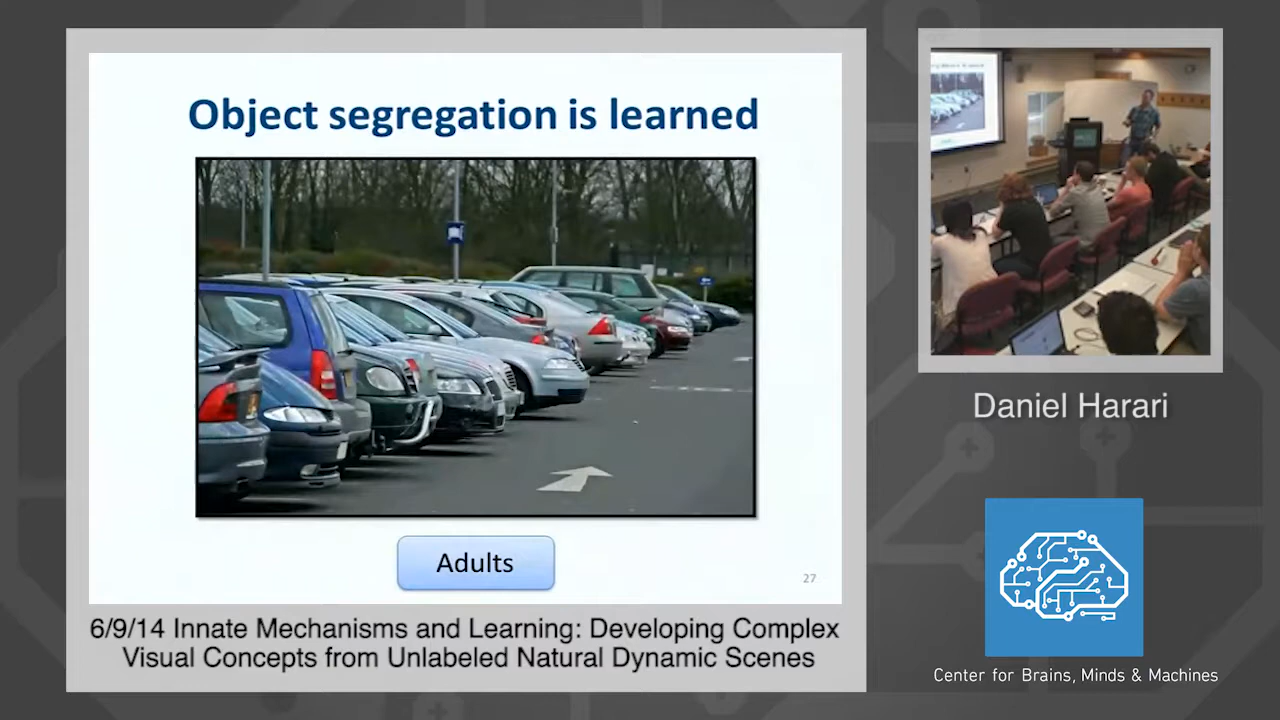 Object segregation is learned
Adults
27
6/9/14 Innate Mechanisms and Learning: Developing Complex
Visual Concepts from Unlabeled Natural Dynamic Scenes
Daniel Harari
Center for Brains, Minds & Machines